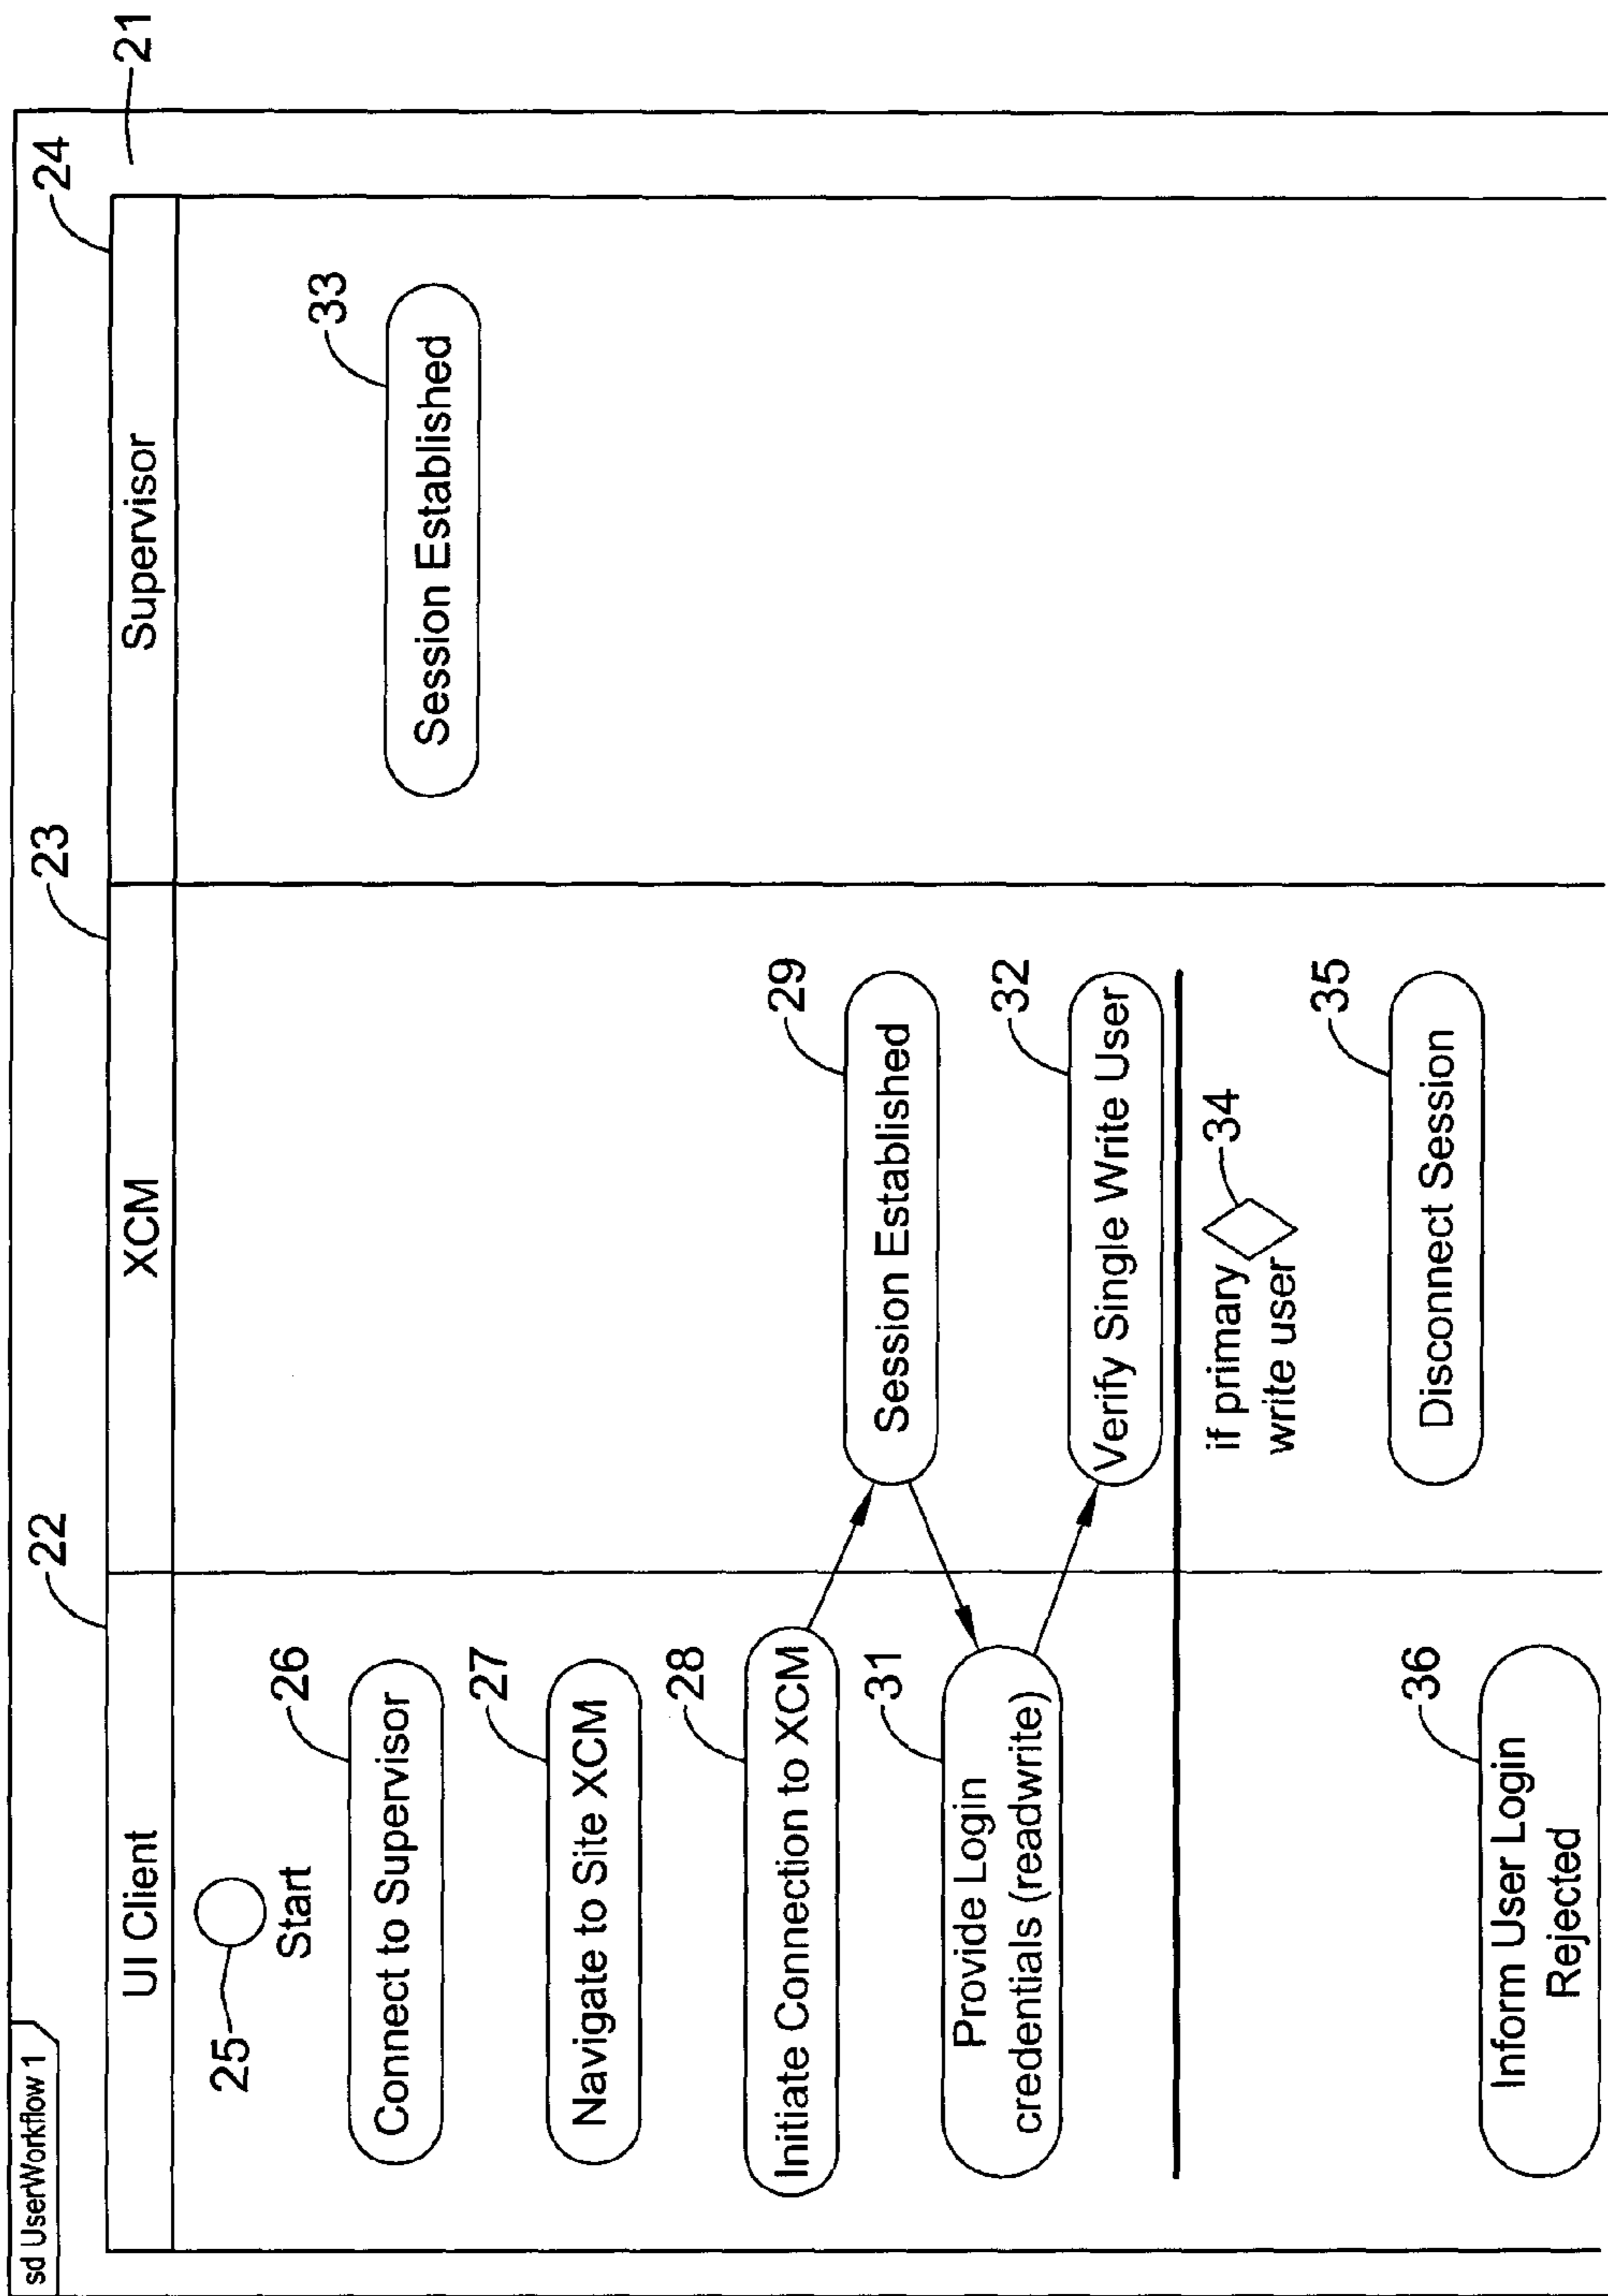 sd UserWorkflow 1
21
22
23
24
UI Client
XCM
Supervisor
25
Start
26
Connect to Supervisor
33
Session Established
27
Navigate to Site XCM
28
Initiate Connection to XCM
29
Session Established
31
Provide Login
credentials (readwrite)
32
Verify Single Write User
if primary
write user
34
35
Disconnect Session
36
Inform User Login
Rejected